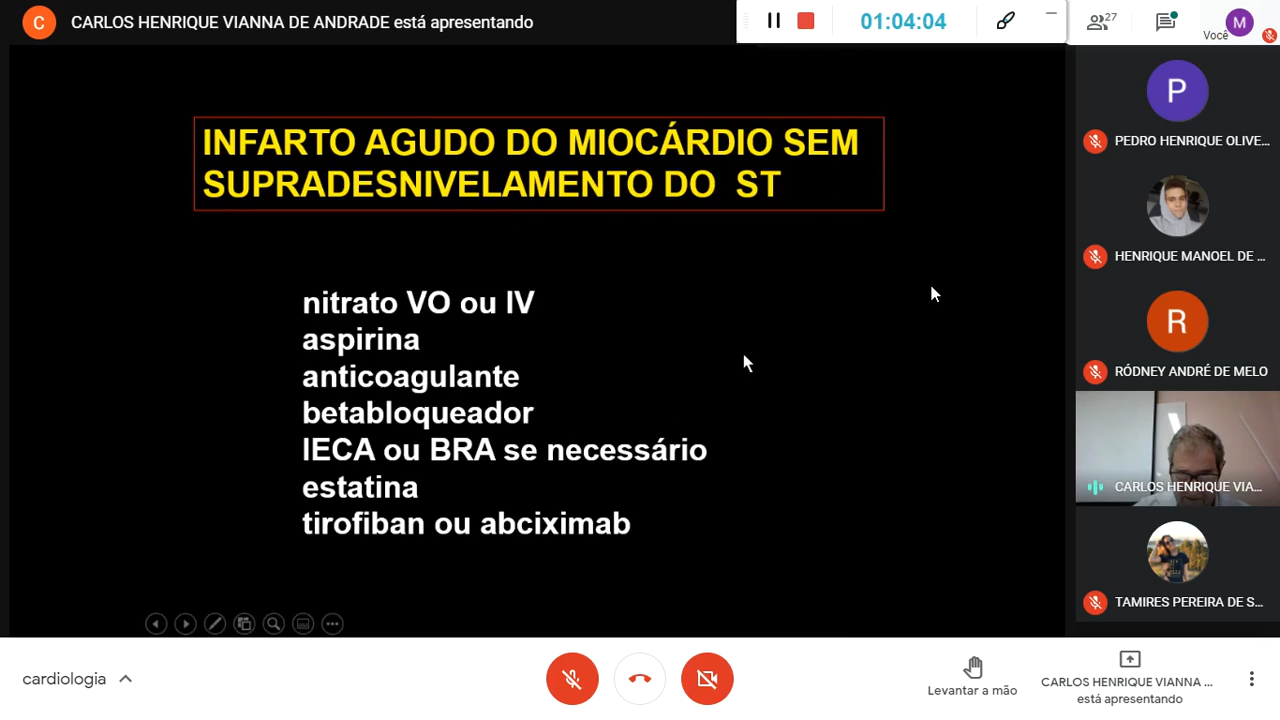 C
CARLOS HENRIQUE VIANNA DE ANDRADE está apresentando
01:04:04
27
Você
M
INFARTO AGUDO DO MIOCÁRDIO SEM
SUPRADESNIVELAMENTO DO ST
nitrato VO ou IV
aspirina
anticoagulante
betabloqueador
IECA ou BRA se necessário
estatina
tirofiban ou abciximab
P
PEDRO HENRIQUE OLIVE...
HENRIQUE MANOEL DE ...
R
RÓDNEY ANDRÉ DE MELO
CARLOS HENRIQUE VIA...
TAMIRES PEREIRA DE S...
cardiologia
Levantar a mão
CARLOS HENRIQUE VIANNA ...
está apresentando